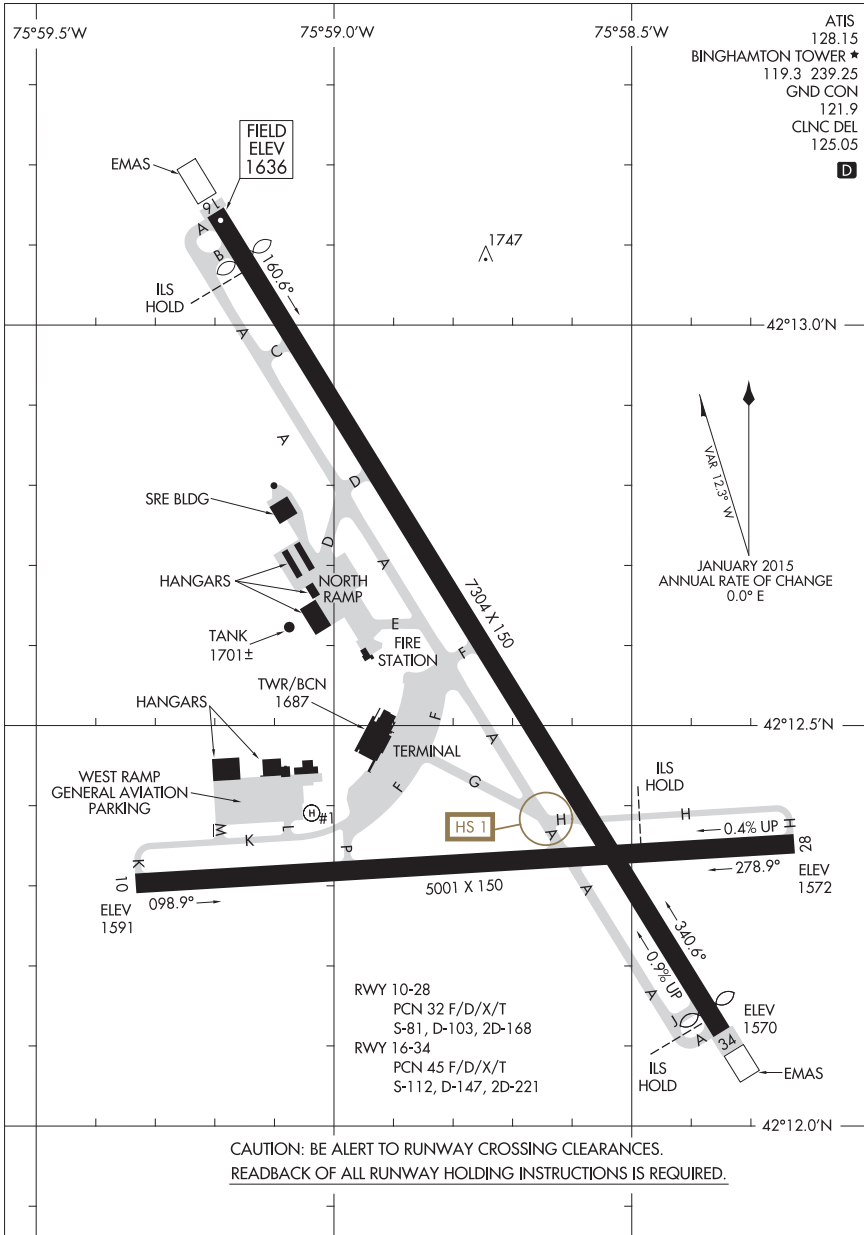 75°59.5'W
75°59.0'W
75°58.5'W
ATIS
128.15
BINGHAMTON TOWER ★
119.3 239.25
GND CON
121.9
CLNC DEL
125.05
D
FIELD
ELEV
1636
EMAS
16
A
B
160.6°
ILS
HOLD
1747
42°13.0'N
A
C
A
D
SRE BLDG
D
HANGARS
NORTH
RAMP
A
7304 X 150
VAR 12.3° W
JANUARY 2015
ANNUAL RATE OF CHANGE
0.0° E
TANK
1701±
E
FIRE
STATION
F
TWR/BCN
1687
HANGARS
F
A
42°12.5'N
TERMINAL
WEST RAMP
GENERAL AVIATION
PARKING
F
G
ILS
HOLD
H
#1
HS 1
H
H
H
A
M
K
L
P
0.4% UP
28
K
10
5001 X 150
278.9°
ELEV
1572
ELEV
1591
098.9°
A
340.6°
0.9% UP
RWY 10-28
PCN 32 F/D/X/T
S-81, D-103, 2D-168
RWY 16-34
PCN 45 F/D/X/T
S-112, D-147, 2D-221
A
J
A
34
ELEV
1570
ILS
HOLD
EMAS
42°12.0'N
CAUTION: BE ALERT TO RUNWAY CROSSING CLEARANCES.
READBACK OF ALL RUNWAY HOLDING INSTRUCTIONS IS REQUIRED.